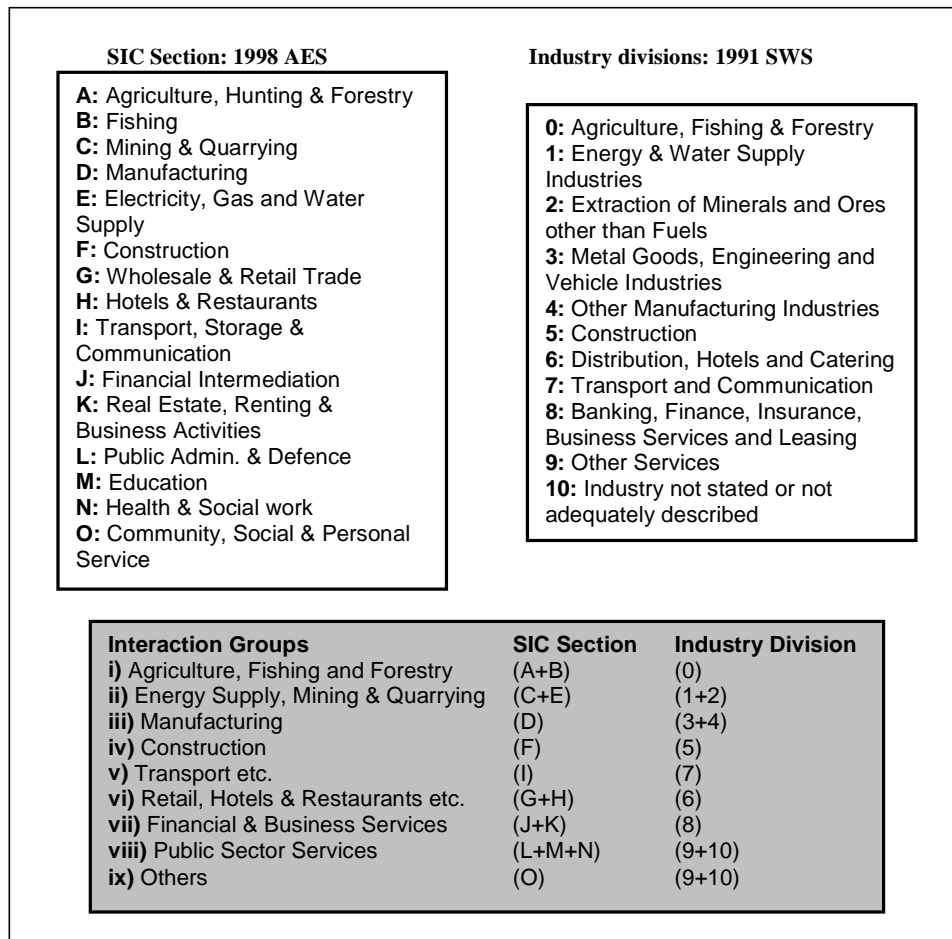 SIC Section: 1998 AES
A: Agriculture, Hunting & Forestry
B: Fishing
C: Mining & Quarrying
D: Manufacturing
E: Electricity, Gas and Water
Supply
F: Construction
G: Wholesale & Retail Trade
H: Hotels & Restaurants
I: Transport, Storage &
Communication
J: Financial Intermediation
K: Real Estate, Renting &
Business Activities
L: Public Admin. & Defence
M: Education
N: Health & Social work
O: Community, Social & Personal
Service
Industry divisions: 1991 SWS
0: Agriculture, Fishing & Forestry
1: Energy & Water Supply
Industries
2: Extraction of Minerals and Ores
other than Fuels
3: Metal Goods, Engineering and
Vehicle Industries
4: Other Manufacturing Industries
5: Construction
6: Distribution, Hotels and Catering
7: Transport and Communication
8: Banking, Finance, Insurance,
Business Services and Leasing
9: Other Services
10: Industry not stated or not
adequately described
Interaction Groups SIC Section Industry Division
i) Agriculture, Fishing and Forestry (A+B) (0)
ii) Energy Supply, Mining & Quarrying (C+E) (1+2)
iii) Manufacturing (D) (3+4)
iv) Construction (F) (5)
v) Transport etc. (I) (7)
vi) Retail, Hotels & Restaurants etc. (G+H) (6)
vii) Financial & Business Services (J+K) (8)
viii) Public Sector Services (L+M+N) (9+10)
ix) Others (O) (9+10)